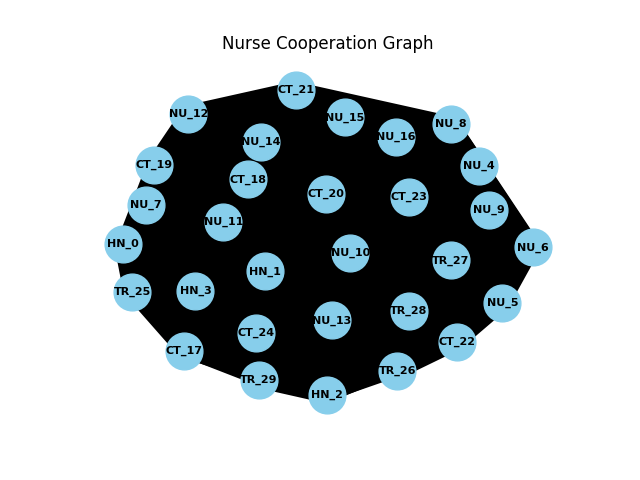 Nurse Cooperation Graph
CT_21
NU_12
NU_15
NU_8
NU_16
NU_14
CT_19
NU_4
CT_18
CT_20
CT_23
NU_7
NU_9
NU_11
HN_0
NU_6
NU_10
TR_27
HN_1
TR_25
HN_3
NU_5
TR_28
NU_13
CT_24
CT_22
CT_17
TR_26
TR_29
HN_2